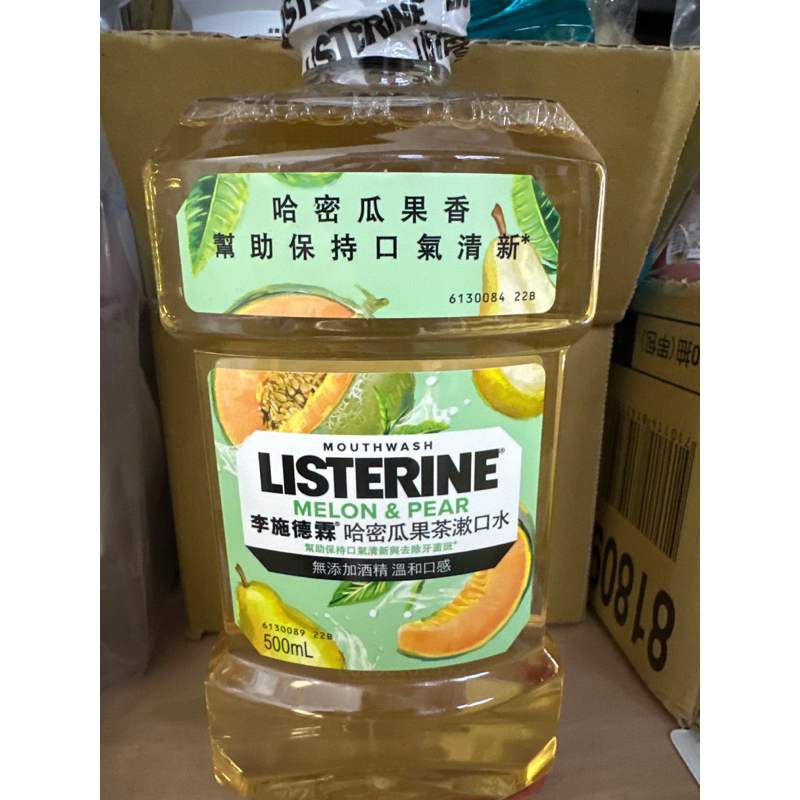 LISTERINE
哈密瓜果香
幫助保持口氣清新*
6130084 22B
MOUTHWASH
LISTERINE®
MELON & PEAR
李施德霖® 哈密瓜果茶漱口水
幫助保持口氣清新與去除牙菌斑*
無添加酒精 溫和口感
6130089 22B
500mL
81809